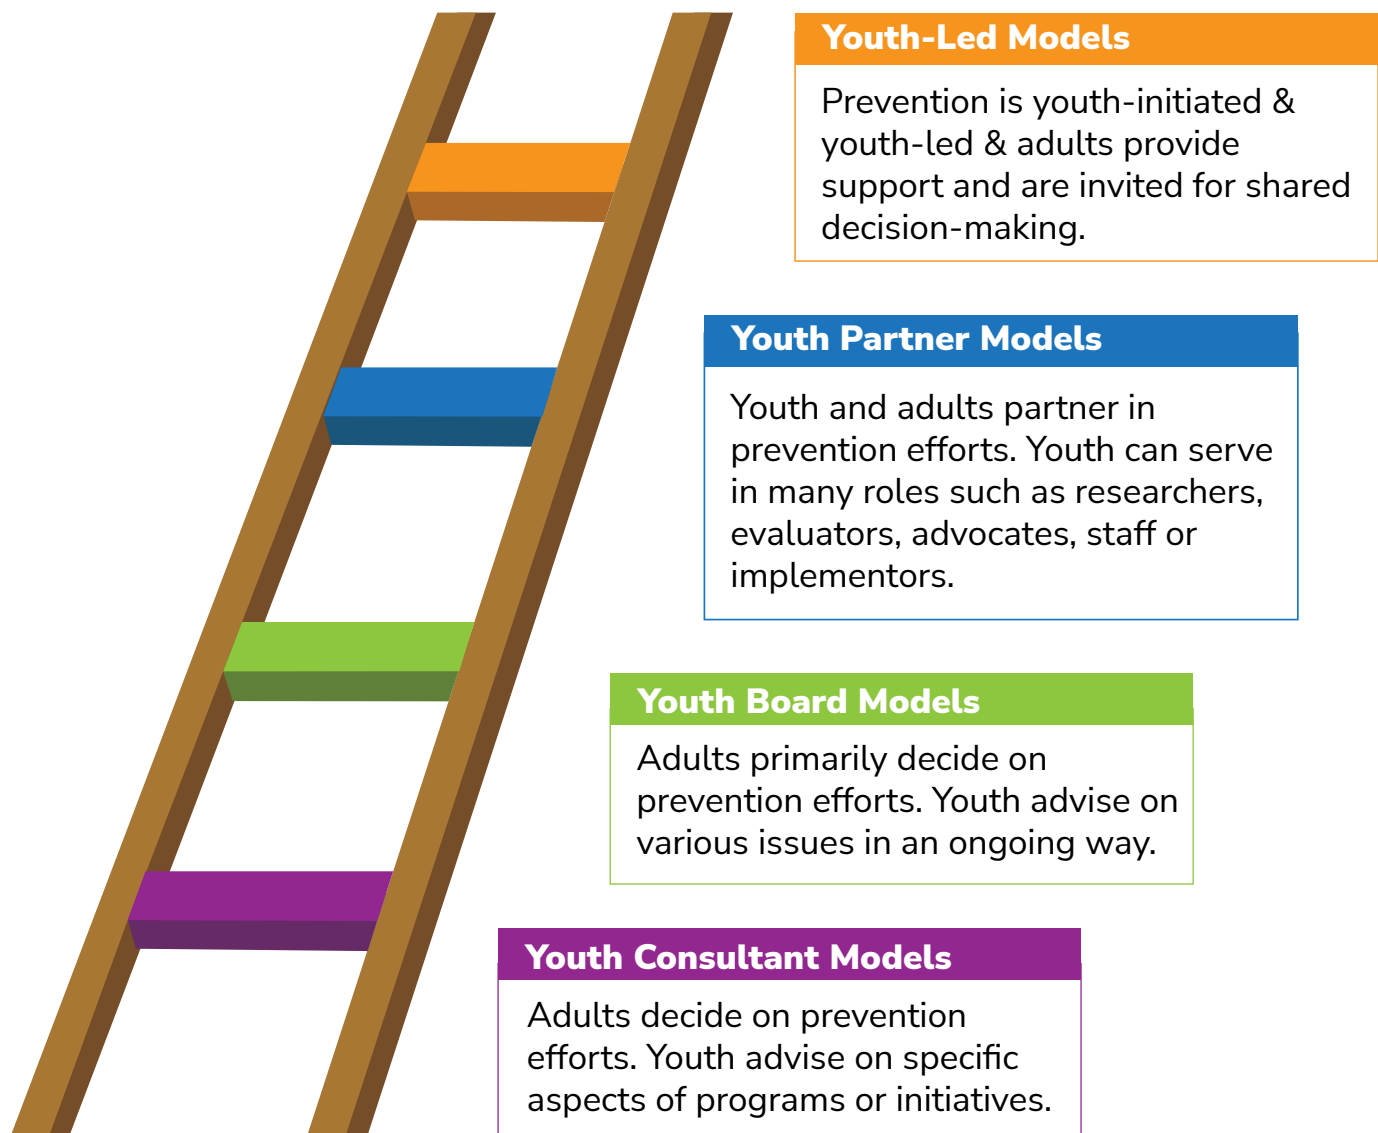 Youth-Led Models
Prevention is youth-initiated &
youth-led & adults provide
support and are invited for shared
decision-making.
Youth Partner Models
Youth and adults partner in
prevention efforts. Youth can serve
in many roles such as researchers,
evaluators, advocates, staff or
implementors.
Youth Board Models
Adults primarily decide on
prevention efforts. Youth advise on
various issues in an ongoing way.
Youth Consultant Models
Adults decide on prevention
efforts. Youth advise on specific
aspects of programs or initiatives.